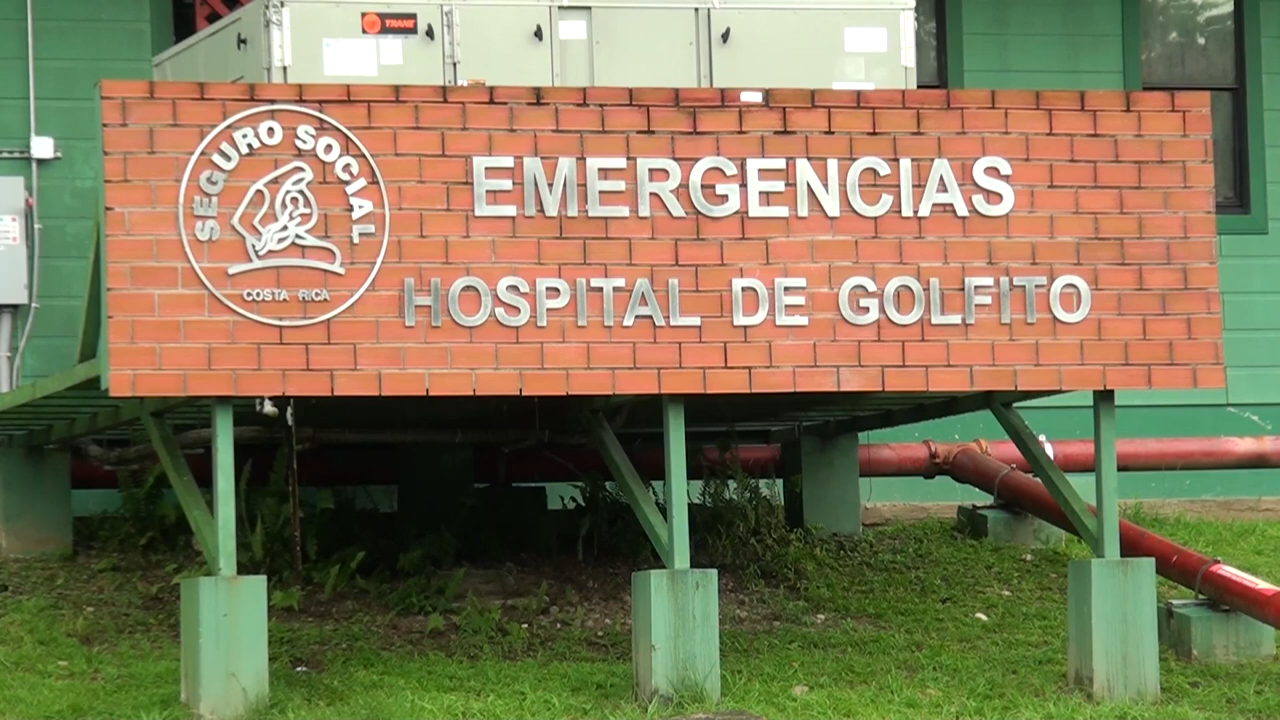 TRANE
SEGURO SOCIAL
COSTA RICA
EMERGENCIAS
HOSPITAL DE GOLFITO